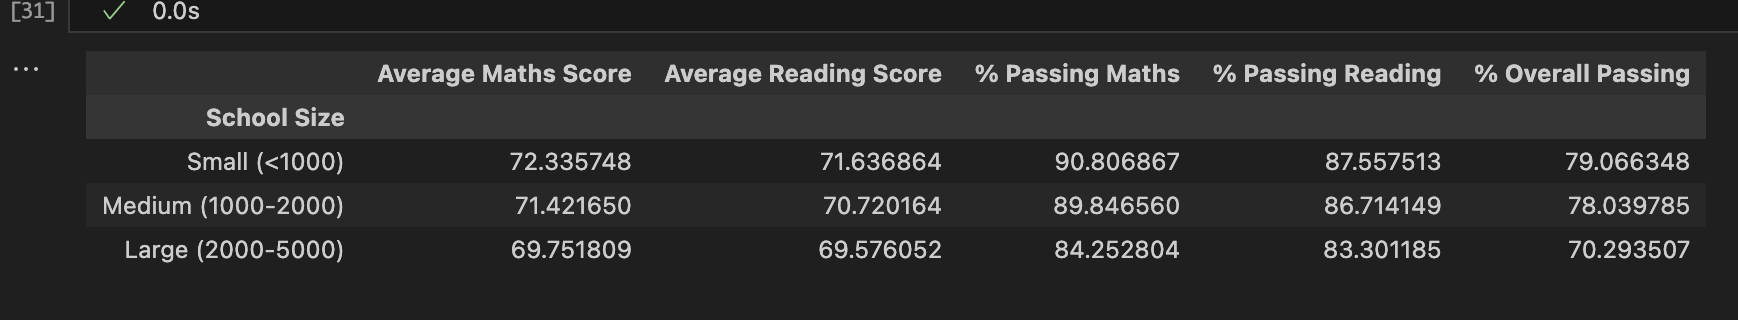 [31] ✓ 0.0s
...
Average Maths Score Average Reading Score % Passing Maths % Passing Reading % Overall Passing
School Size
Small (<1000) 72.335748 71.636864 90.806867 87.557513 79.066348
Medium (1000-2000) 71.421650 70.720164 89.846560 86.714149 78.039785
Large (2000-5000) 69.751809 69.576052 84.252804 83.301185 70.293507